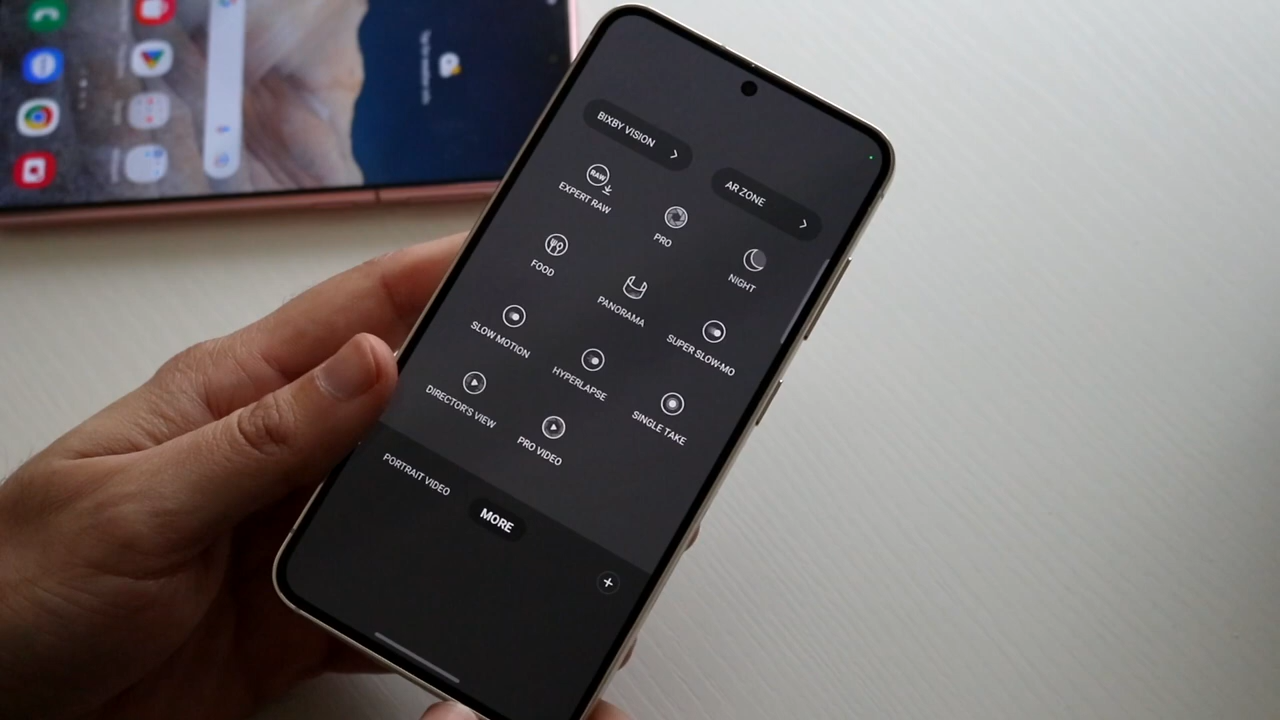 BIXBY VISION
AR ZONE
RAW
EXPERT RAW
PRO
NIGHT
FOOD
PANORAMA
SUPER SLOW-MO
SLOW MOTION
HYPERLAPSE
SINGLE TAKE
DIRECTOR'S VIEW
PRO VIDEO
PORTRAIT VIDEO
MORE